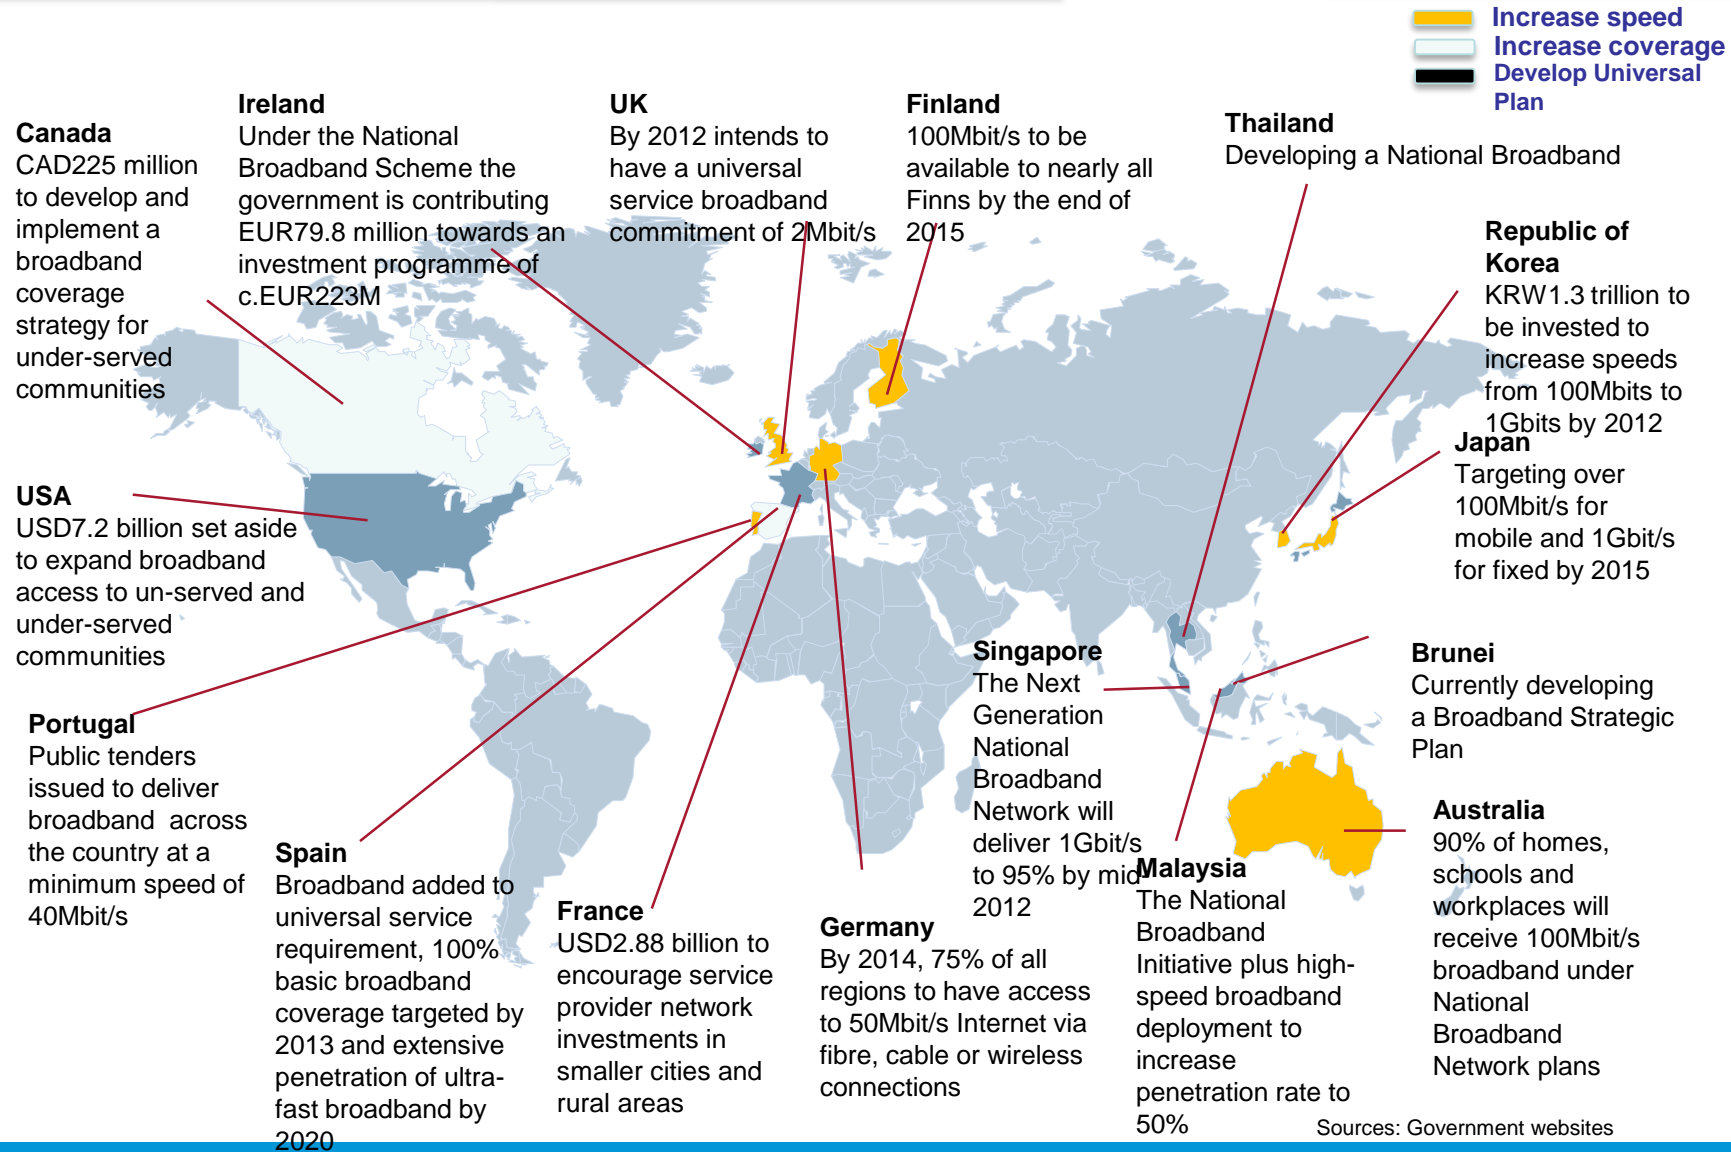 Increase speed
Increase coverage
Develop Universal
Plan
Canada
CAD225 million
to develop and
implement a
broadband
coverage
strategy for
under-served
communities
Ireland
Under the National
Broadband Scheme the
government is contributing
EUR79.8 million towards an
investment programme of
c.EUR223M
UK
By 2012 intends to
have a universal
service broadband
commitment of 2Mbit/s
Finland
100Mbit/s to be
available to nearly all
Finns by the end of
2015
Thailand
Developing a National Broadband
Republic of
Korea
KRW1.3 trillion to
be invested to
increase speeds
from 100Mbits to
1Gbits by 2012
Japan
Targeting over
100Mbit/s for
mobile and 1Gbit/s
for fixed by 2015
USA
USD7.2 billion set aside
to expand broadband
access to un-served and
under-served
communities
Singapore
The Next
Generation
National
Broadband
Network will
deliver 1Gbit/s
to 95% by mid-
2012
Brunei
Currently developing
a Broadband Strategic
Plan
Portugal
Public tenders
issued to deliver
broadband  across
the country at a
minimum speed of
40Mbit/s
Spain
Broadband added to
universal service
requirement, 100%
basic broadband
coverage targeted by
2013 and extensive
penetration of ultra-
fast broadband by
2020
France
USD2.88 billion to
encourage service
provider network
investments in
smaller cities and
rural areas
Germany
By 2014, 75% of all
regions to have access
to 50Mbit/s Internet via
fibre, cable or wireless
connections
Malaysia
The National
Broadband
Initiative plus high-
speed broadband
deployment to
increase
penetration rate to
50%
Australia
90% of homes,
schools and
workplaces will
receive 100Mbit/s
broadband under
National
Broadband
Network plans
Sources: Government websites